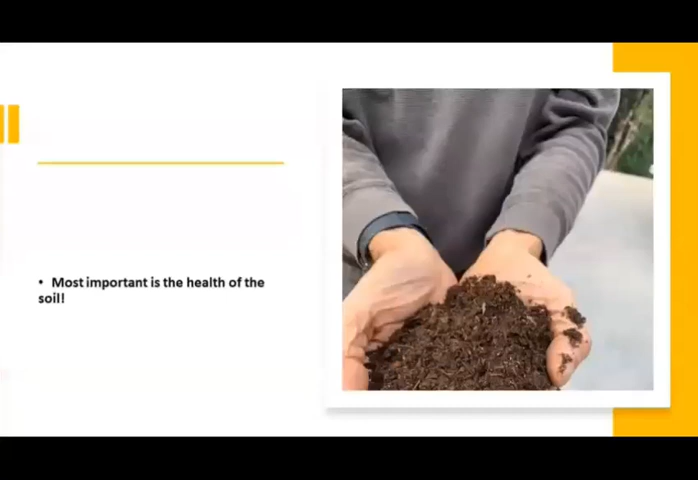 • Most important is the health of the
soil!